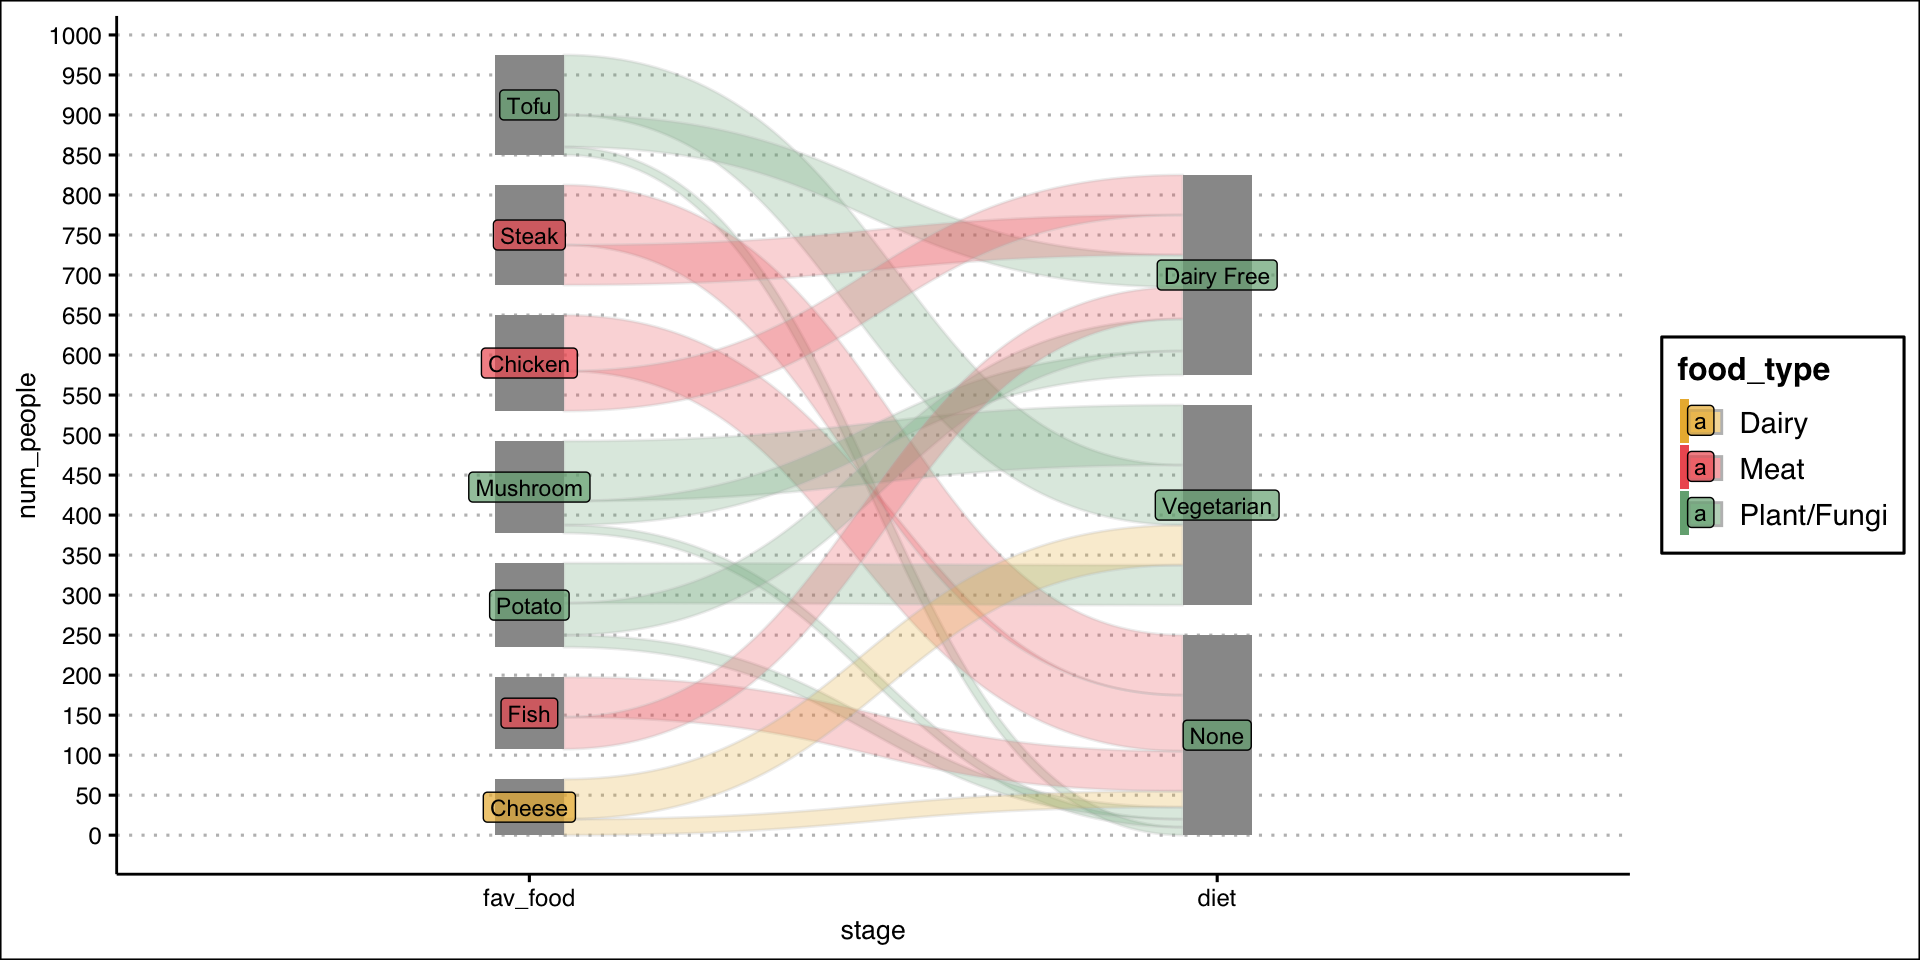 1000
950
900
850
800
750
700
650
600
550
500
450
400
350
300
250
200
150
100
50
0
num_people
Tofu
Steak
Chicken
Mushroom
Potato
Fish
Cheese
Dairy Free
Vegetarian
None
fav_food
diet
stage
food_type
a Dairy
a Meat
a Plant/Fungi